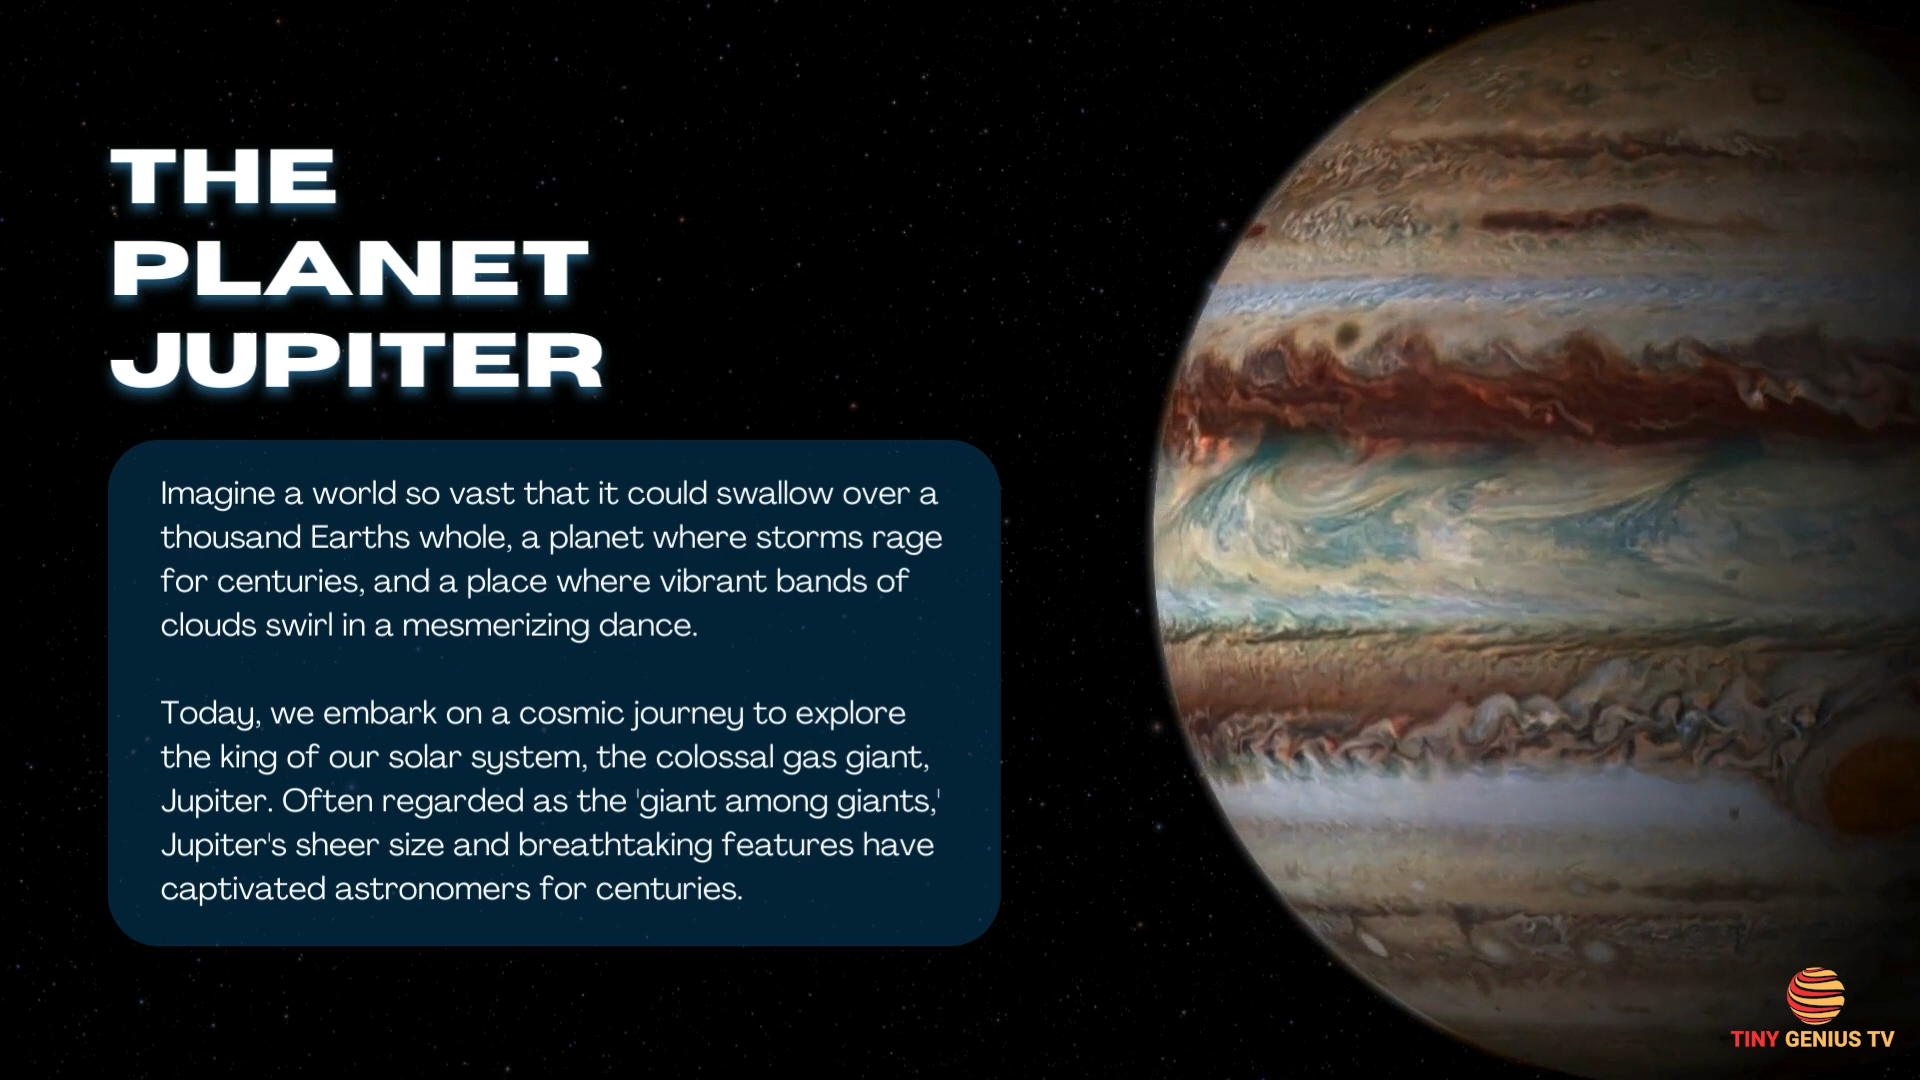 THE
PLANET
JUPITER
Imagine a world so vast that it could swallow over a
thousand Earths whole, a planet where storms rage
for centuries, and a place where vibrant bands of
clouds swirl in a mesmerizing dance.
Today, we embark on a cosmic journey to explore
the king of our solar system, the colossal gas giant,
Jupiter. Often regarded as the 'giant among giants,'
Jupiter's sheer size and breathtaking features have
captivated astronomers for centuries.
TINY GENIUS TV